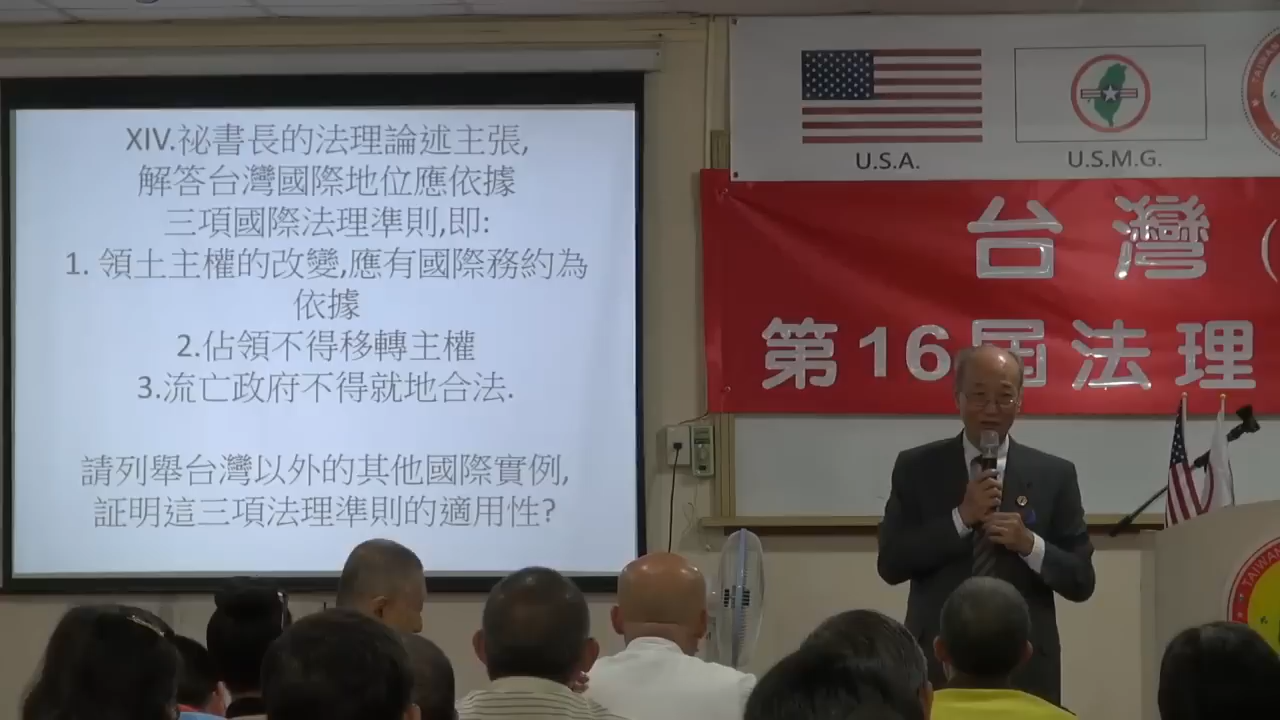 XIV.祕書長的法理論述主張,
解答台灣國際地位應依據
三項國際法理準則,即:
1. 領土主權的改變,應有國際務約為
依據
2.佔領不得移轉主權
3.流亡政府不得就地合法.
請列舉台灣以外的其他國際實例,
証明這三項法理準則的適用性?
U.S.A.
U.S.M.G.
台灣(
第16屆法理
TAIWAN
TAIWAN